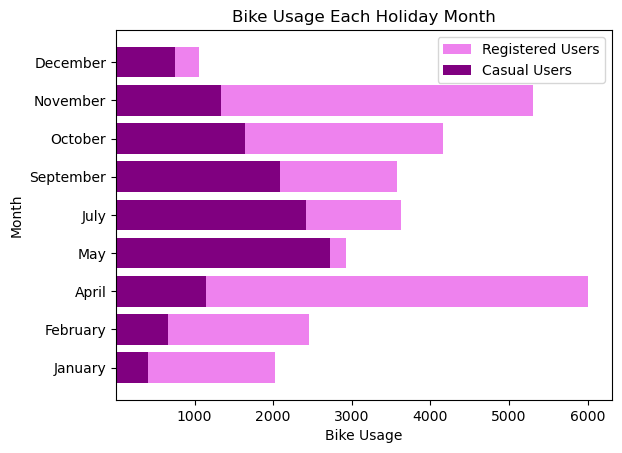 Bike Usage Each Holiday Month
Registered Users
Casual Users
December
November
October
September
July
May
April
February
January
Month
1000 2000 3000 4000 5000 6000
Bike Usage